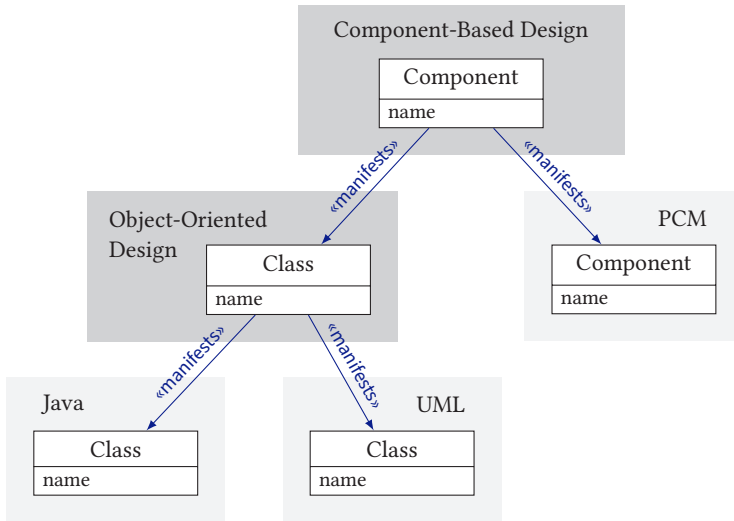 Component-Based Design
Component
name
«manifests»
«manifests»
Object-Oriented
Design
Class
name
PCM
Component
name
«manifests»
«manifests»
Java
Class
name
UML
Class
name